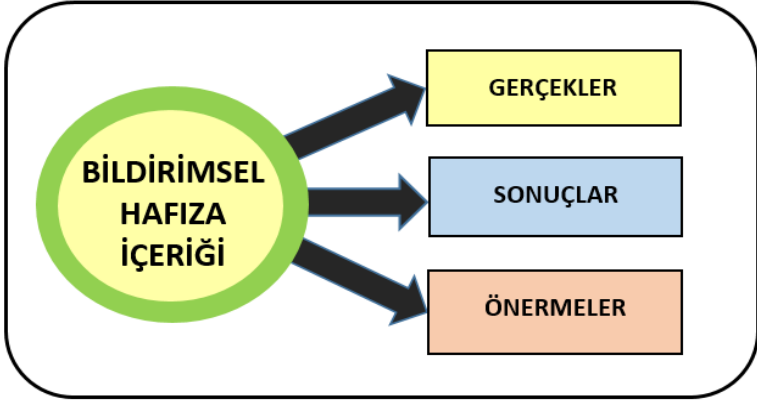 BİLDİRİMSEL
HAFIZA
İÇERİĞİ
GERÇEKLER
SONUÇLAR
ÖNERMELER